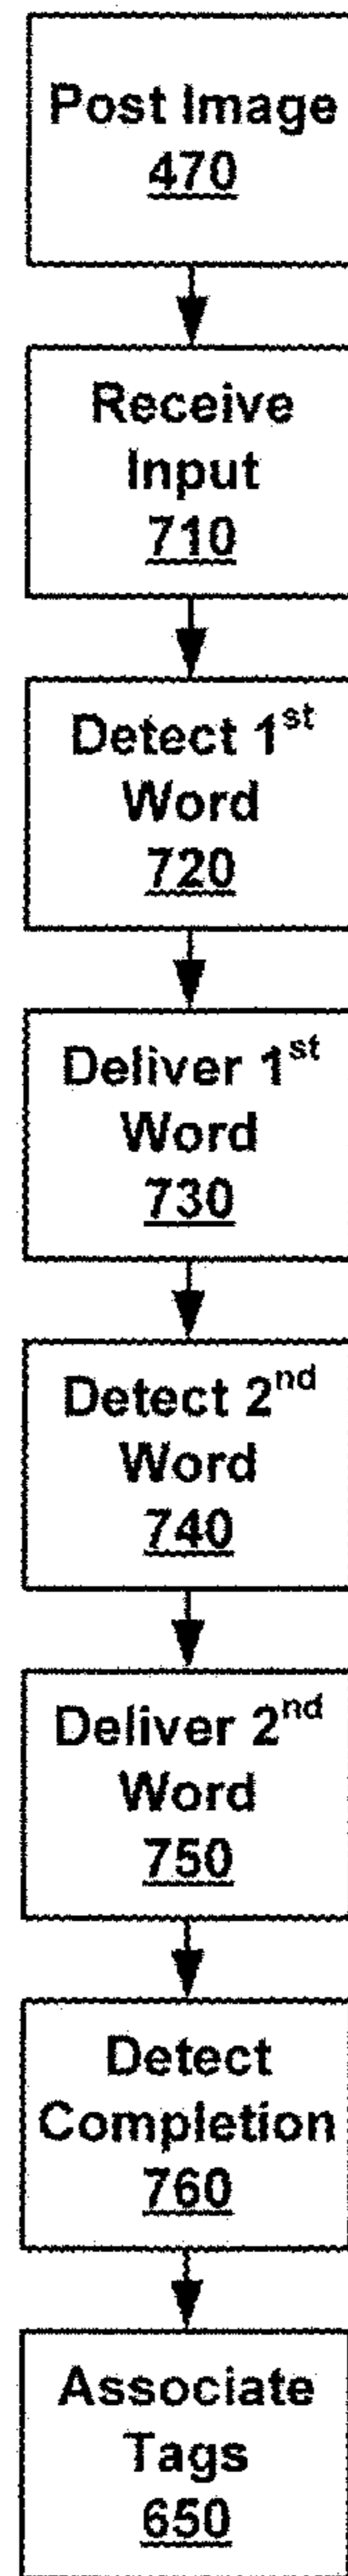 Post Image
470
Receive
Input
710
Detect 1st
Word
720
Deliver 1st
Word
730
Detect 2nd
Word
740
Deliver 2nd
Word
750
Detect
Completion
760
Associate
Tags
650